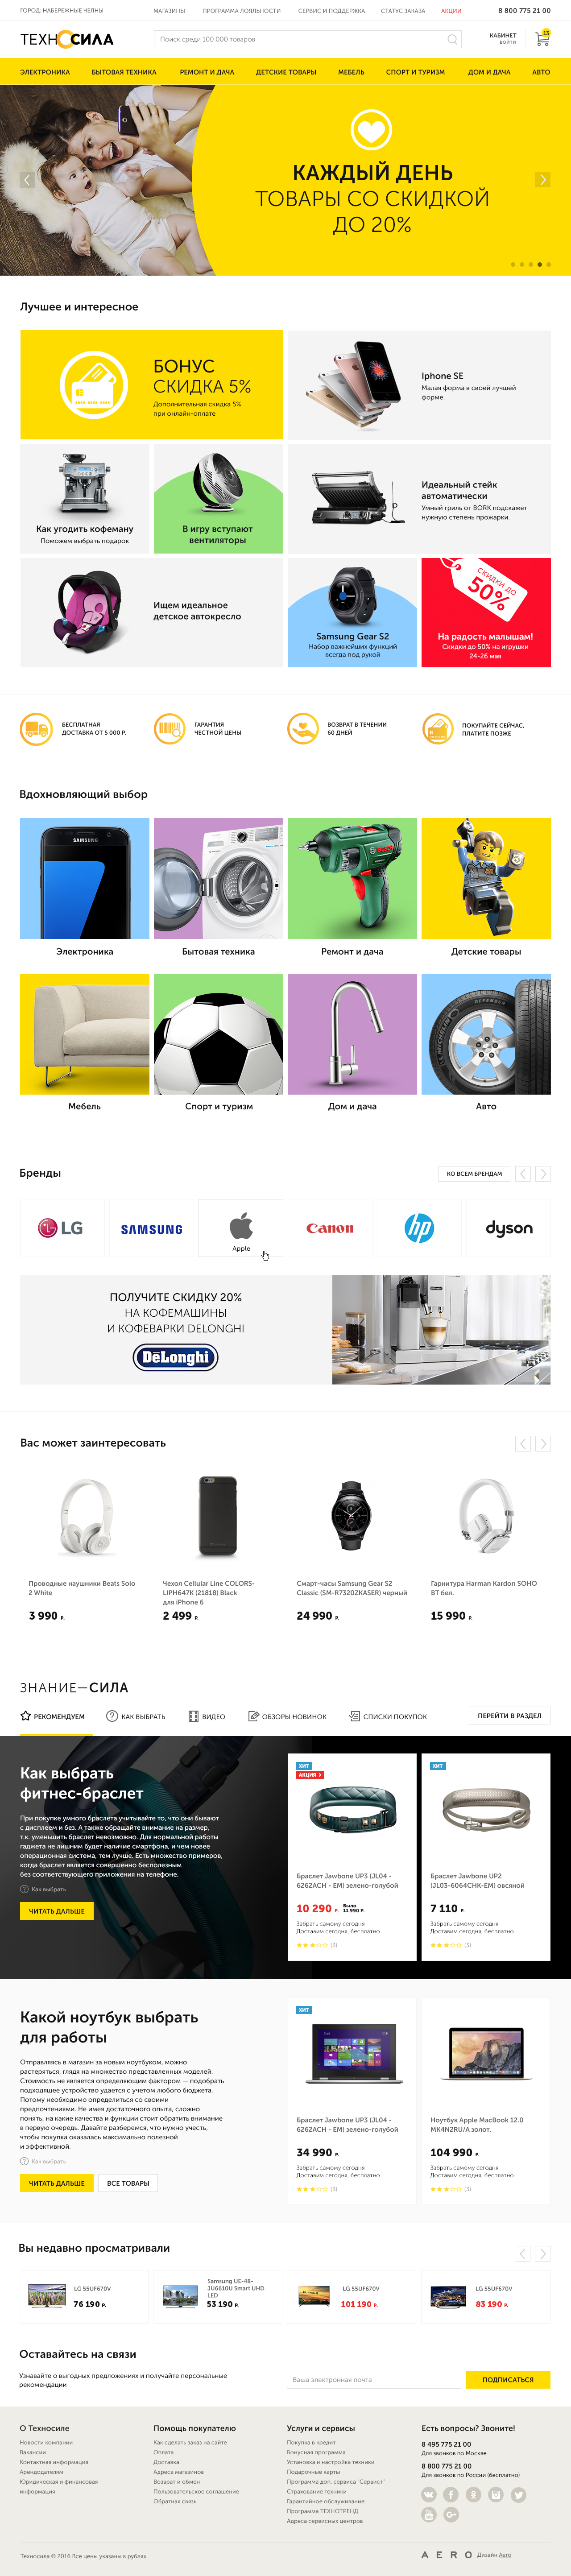 ГОРОД: НАБЕРЕЖНЫЕ ЧЕЛНЫ
МАГАЗИНЫ ПРОГРАММА ЛОЯЛЬНОСТИ СЕРВИС И ПОДДЕРЖКА СТАТУС ЗАКАЗА АКЦИИ
8 800 775 21 00
ТЕХНОСИЛА
Поиск среди 100 000 товаров
КАБИНЕТ
ВОЙТИ
13
ЭЛЕКТРОНИКА БЫТОВАЯ ТЕХНИКА РЕМОНТ И ДАЧА ДЕТСКИЕ ТОВАРЫ МЕБЕЛЬ СПОРТ И ТУРИЗМ ДОМ И ДАЧА АВТО
КАЖДЫЙ ДЕНЬ
ТОВАРЫ СО СКИДКОЙ
ДО 20%
Лучшее и интересное
БОНУС
СКИДКА 5%
Дополнительная скидка 5%
при онлайн-оплате
Iphone SE
Малая форма в своей лучшей
форме.
Как угодить кофеману
Поможем выбрать подарок
В игру вступают
вентиляторы
Идеальный стейк
автоматически
Умный гриль от BORK подскажет
нужную степень прожарки.
Ищем идеальное
детское автокресло
Samsung Gear S2
Набор важнейших функций
всегда под рукой
СКИДКИ ДО
50%
На радость малышам!
Скидки до 50% на игрушки
24-26 мая
БЕСПЛАТНАЯ
ДОСТАВКА ОТ 5 000 Р.
ГАРАНТИЯ
ЧЕСТНОЙ ЦЕНЫ
ВОЗВРАТ В ТЕЧЕНИИ
60 ДНЕЙ
ПОКУПАЙТЕ СЕЙЧАС,
ПЛАТИТЕ ПОЗЖЕ
Вдохновляющий выбор
SAMSUNG
BOSCH
Электроника
Бытовая техника
Ремонт и дача
Детские товары
MICHELIN
DEFENDER
Мебель
Спорт и туризм
Дом и дача
Авто
Бренды
КО ВСЕМ БРЕНДАМ
LG
SAMSUNG
Apple
Canon
hp
dyson
ПОЛУЧИТЕ СКИДКУ 20%
НА КОФЕМАШИНЫ
И КОФЕВАРКИ DELONGHI
DeLonghi
Вас может заинтересовать
Проводные наушники Beats Solo
2 White
3 990 Р.
Чехол Cellular Line COLORS-
LIPH647K (21818) Black
для iPhone 6
2 499 Р.
Смарт-часы Samsung Gear S2
Classic (SM-R7320ZKASER) черный
24 990 Р.
Гарнитура Harman Kardon SOHO
BT бел.
15 990 Р.
ЗНАНИЕ—СИЛА
РЕКОМЕНДУЕМ
КАК ВЫБРАТЬ
ВИДЕО
ОБЗОРЫ НОВИНОК
СПИСКИ ПОКУПОК
ПЕРЕЙТИ В РАЗДЕЛ
Как выбрать
фитнес-браслет
При покупке умного браслета учитывайте то, что они бывают
с дисплеем и без. А также обращайте внимание на размер,
т.к. уменьшить браслет невозможно. Для нормальной работы
гаджета не лишним будет наличие смартфона, и чем новее
операционная система, тем лучше. Есть множество примеров,
когда браслет является совершенно бесполезным
без соответствующего приложения на телефоне.
Как выбрать
ЧИТАТЬ ДАЛЬШЕ
ХИТ
АКЦИЯ
Браслет Jawbone UP3 (JL04 -
6262ACH - EM) зелено-голубой
10 290 Р.
Было
11 990 Р.
Забрать самому сегодня
Доставим сегодня, бесплатно
(3)
ХИТ
Браслет Jawbone UP2
(JL03-6064CHK-EM) овсяной
7 110 Р.
Забрать самому сегодня
Доставим сегодня, бесплатно
(3)
Какой ноутбук выбрать
для работы
Отправляясь в магазин за новым ноутбуком, можно
растеряться, глядя на множество представленных моделей.
Стоимость не является определяющим фактором — подобрать
подходящее устройство удается с учетом любого бюджета.
Потому необходимо определиться со своими
предпочтениями. Не имея достаточного опыта, сложно
понять, на какие качества и функции стоит обратить внимание
в первую очередь. Давайте разберемся, что нужно учесть,
чтобы покупка оказалась максимально полезной
и эффективной.
Как выбрать
ЧИТАТЬ ДАЛЬШЕ
ВСЕ ТОВАРЫ
ХИТ
Браслет Jawbone UP3 (JL04 -
6262ACH - EM) зелено-голубой
34 990 Р.
Забрать самому сегодня
Доставим сегодня, бесплатно
(3)
Ноутбук Apple MacBook 12.0
MK4N2RU/A золот.
104 990 Р.
Забрать самому сегодня
Доставим сегодня, бесплатно
(3)
Вы недавно просматривали
LG 55UF670V
76 190 Р.
Samsung UE-48-
JU6610U Smart UHD
LED
53 190 Р.
LG 55UF670V
101 190 Р.
LG 55UF670V
83 190 Р.
Оставайтесь на связи
Узнавайте о выгодных предложениях и получайте персональные
рекомендации
Ваша электронная почта
ПОДПИСАТЬСЯ
О Техносиле
Новости компании
Вакансии
Контактная информация
Арендодателям
Юридическая и финансовая
информация
Помощь покупателю
Как сделать заказ на сайте
Оплата
Доставка
Адреса магазинов
Возврат и обмен
Пользовательское соглашение
Обратная связь
Услуги и сервисы
Покупка в кредит
Бонусная программа
Установка и настройка техники
Подарочные карты
Программа доп. сервиса "Сервис+"
Страхование техники
Гарантийное обслуживание
Программа ТЕХНОТРЕНД
Адреса сервисных центров
Есть вопросы? Звоните!
8 495 775 21 00
Для звонков по Москве
8 800 775 21 00
Для звонков по России (бесплатно)
Техносила © 2016 Все цены указаны в рублях.
AERO Дизайн Aero